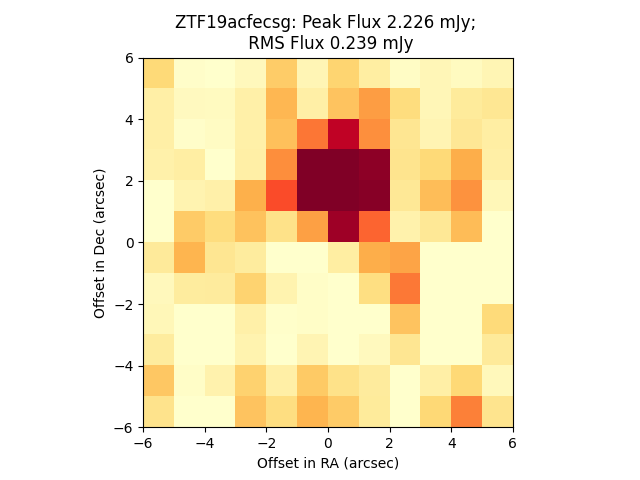 ZTF19acfecsg: Peak Flux 2.226 mJy;
RMS Flux 0.239 mJy
6
4
2
0
−2
−4
−6
Offset in Dec (arcsec)
−6 −4 −2 0 2 4 6
Offset in RA (arcsec)